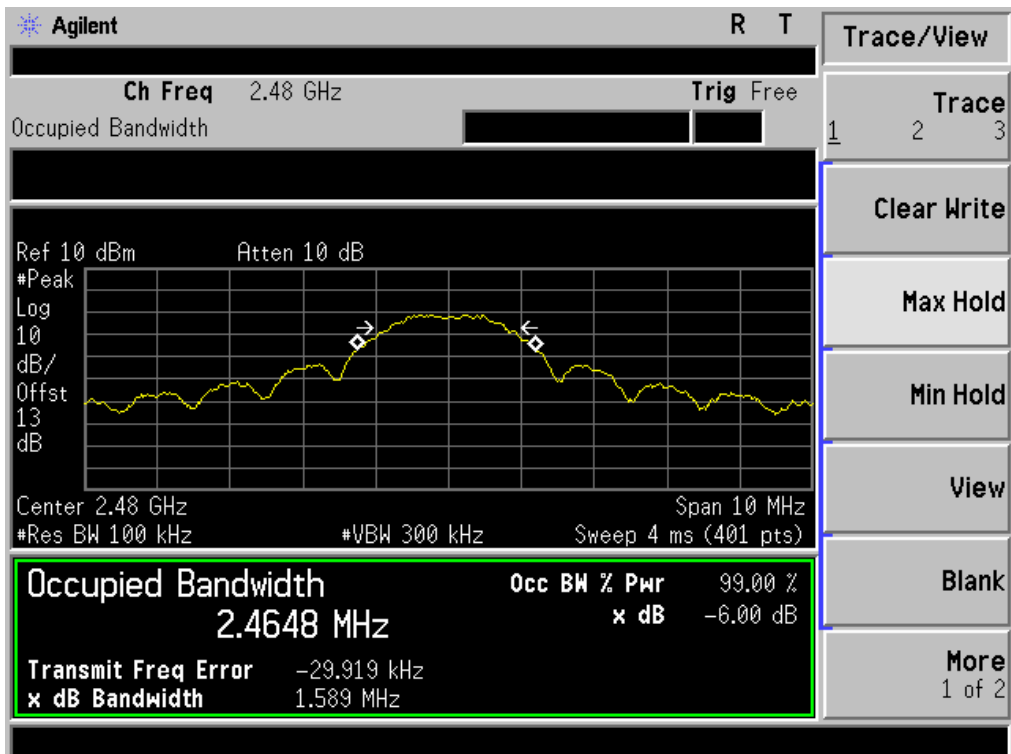 Agilent R T
Ch Freq 2.48 GHz Trig Free
Occupied Bandwidth
Ref 10 dBm Atten 10 dB
#Peak
Log
10
dB/
Offst
13
dB
Center 2.48 GHz Span 10 MHz
#Res BW 100 kHz #VBW 300 kHz Sweep 4 ms (401 pts)
Occupied Bandwidth Occ BW % Pwr 99.00 %
2.4648 MHz x dB -6.00 dB
Transmit Freq Error -29.919 kHz
x dB Bandwidth 1.589 MHz
Trace/View
Trace
1 2 3
Clear Write
Max Hold
Min Hold
View
Blank
More
1 of 2